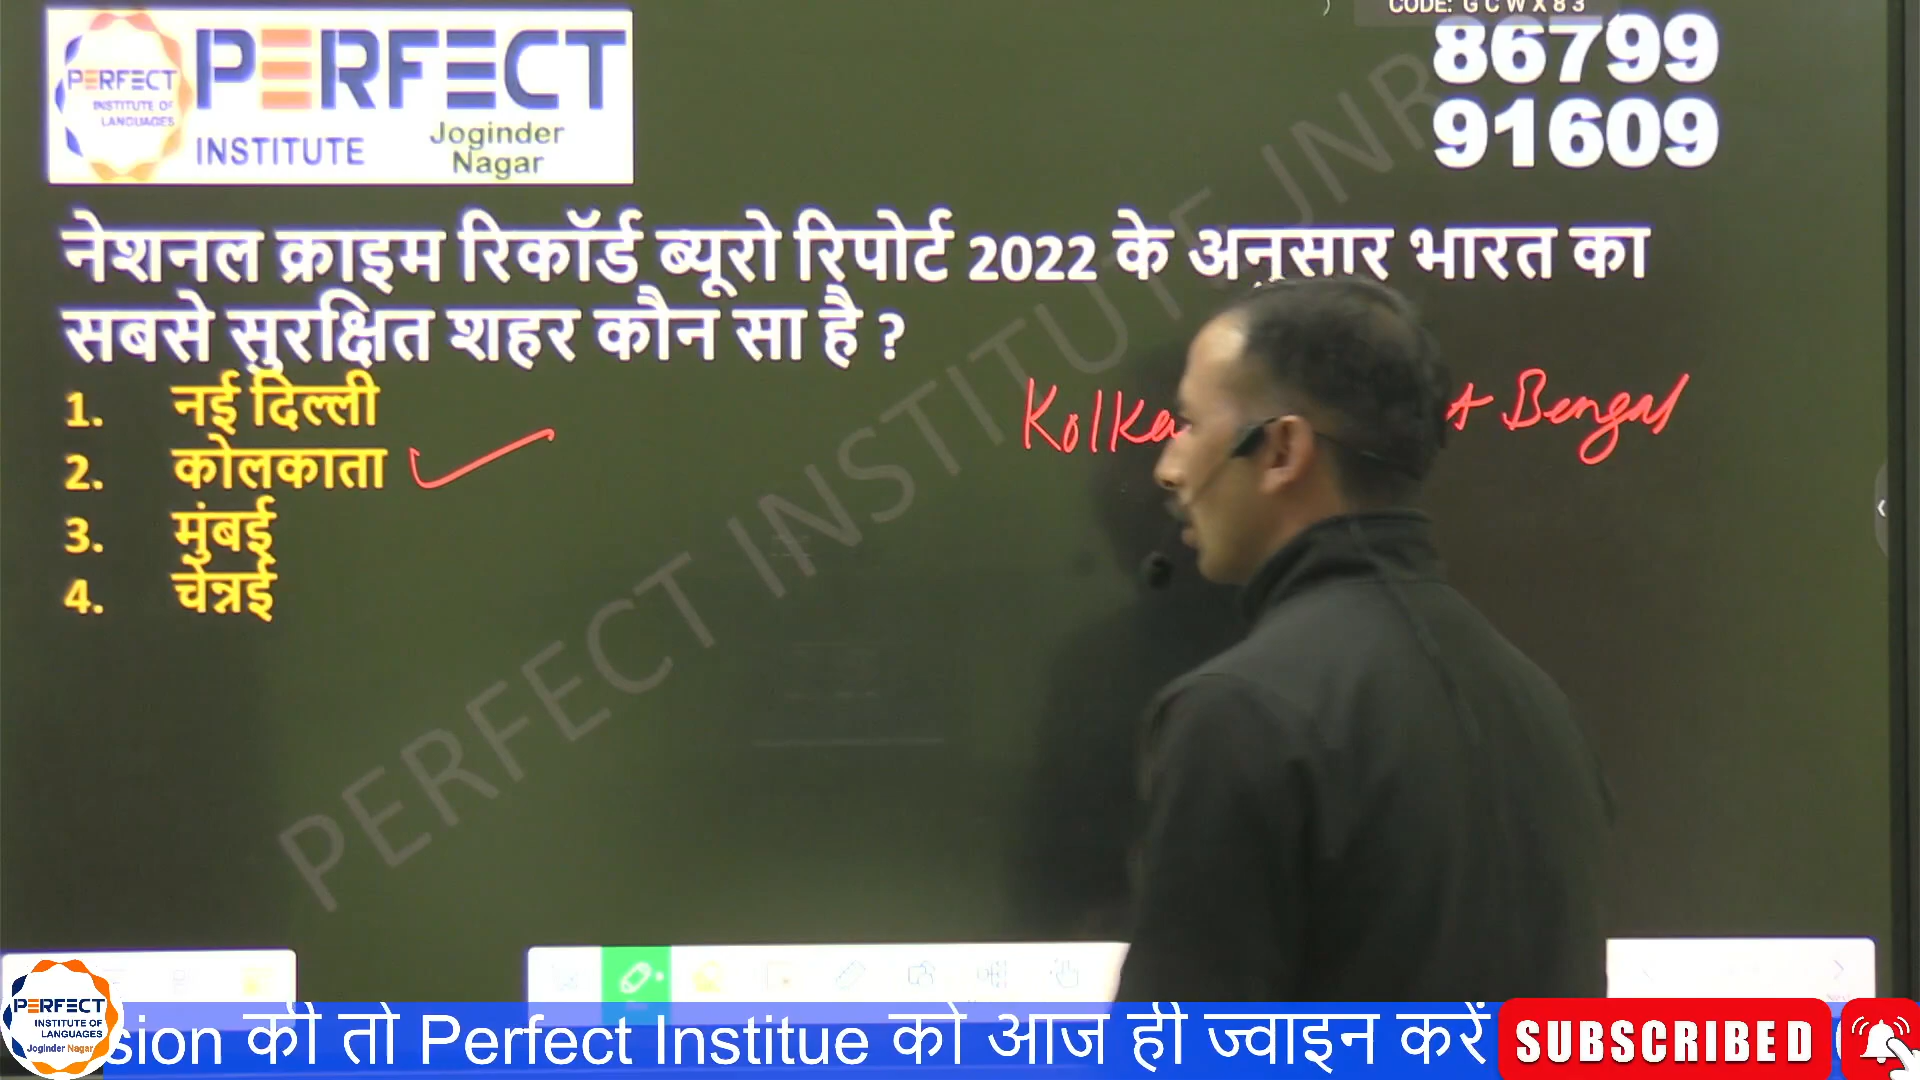 CODE: GCWX83
PERFECT
INSTITUTE OF
LANGUAGES
PERFECT
INSTITUTE
Joginder
Nagar
86799
91609
नेशनल क्राइम रिकॉर्ड ब्यूरो रिपोर्ट 2022 के अनुसार भारत का
सबसे सुरक्षित शहर कौन सा है ?
1. नई दिल्ली
2. कोलकाता
3. मुंबई
4. चेन्नई
Bengal
PERFECT INSTITUTE JNR
PERFECT
INSTITUTE OF
LANGUAGES
Joginder Nagar
की तो Perfect Institue को आज ही ज्वाइन करें
SUBSCRIBED